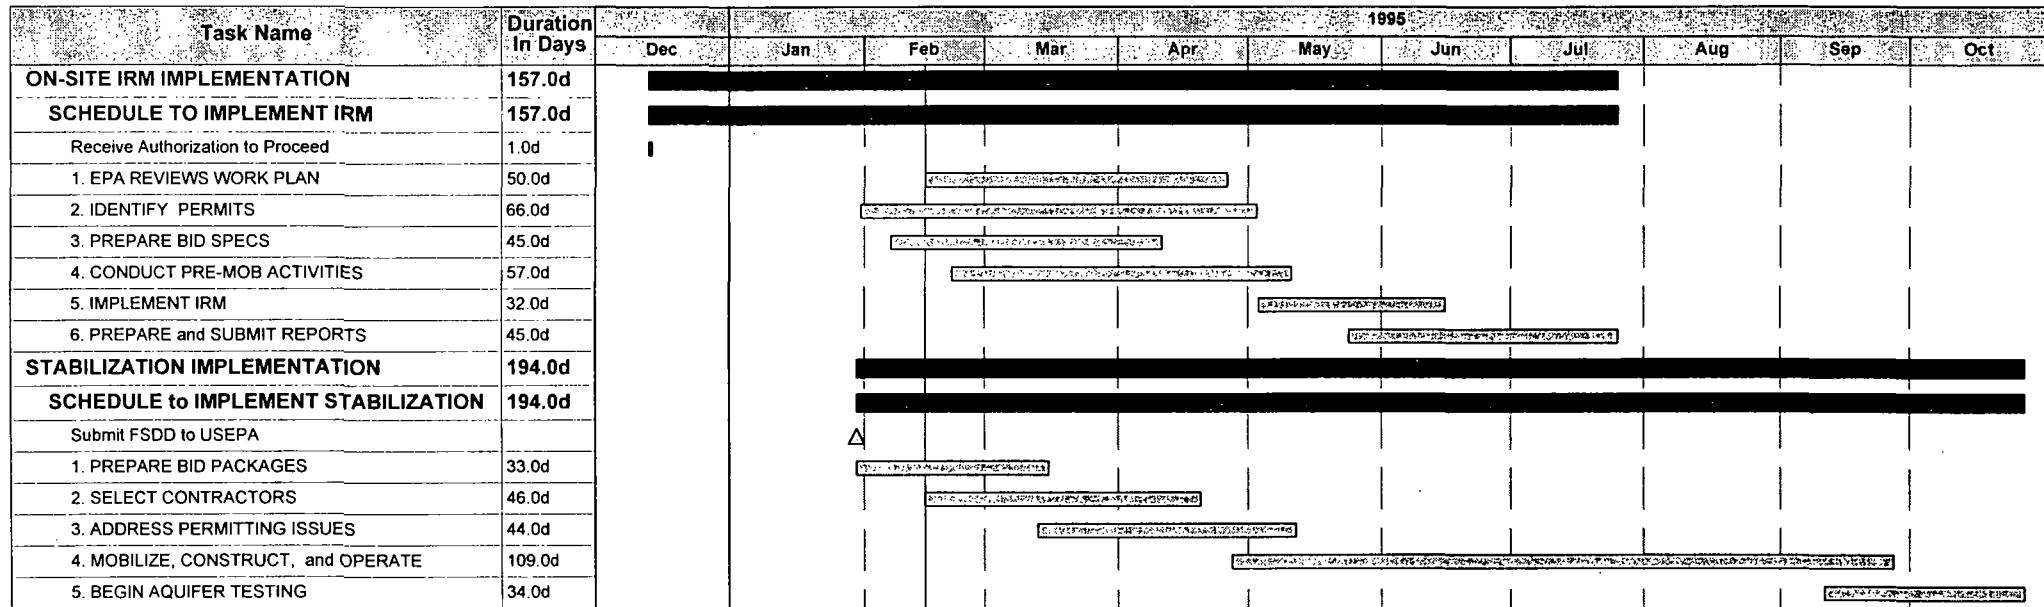 Task Name Duration In Days 1995
Dec Jan Feb Mar Apr May Jun Jul Aug Sep Oct
ON-SITE IRM IMPLEMENTATION 157.0d
SCHEDULE TO IMPLEMENT IRM 157.0d
Receive Authorization to Proceed 1.0d
1. EPA REVIEWS WORK PLAN 50.0d
2. IDENTIFY PERMITS 66.0d
3. PREPARE BID SPECS 45.0d
4. CONDUCT PRE-MOB ACTIVITIES 57.0d
5. IMPLEMENT IRM 32.0d
6. PREPARE and SUBMIT REPORTS 45.0d
STABILIZATION IMPLEMENTATION 194.0d
SCHEDULE to IMPLEMENT STABILIZATION 194.0d
Submit FSDD to USEPA
1. PREPARE BID PACKAGES 33.0d
2. SELECT CONTRACTORS 46.0d
3. ADDRESS PERMITTING ISSUES 44.0d
4. MOBILIZE, CONSTRUCT, and OPERATE 109.0d
5. BEGIN AQUIFER TESTING 34.0d